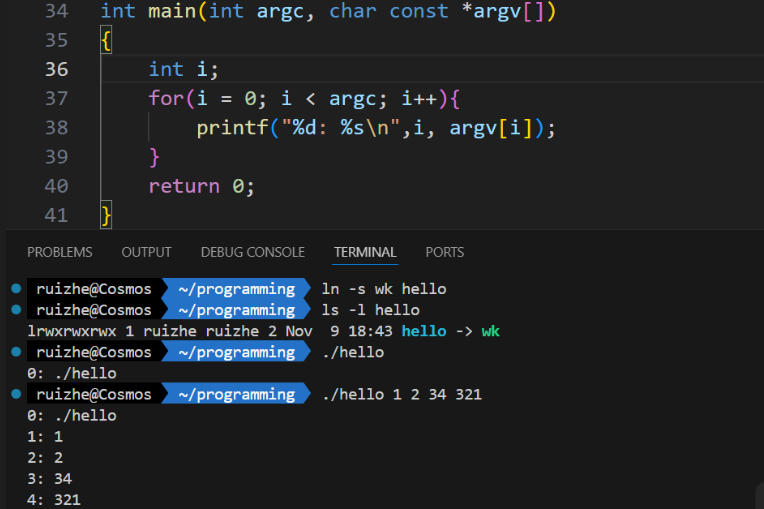 34 int main(int argc, char const *argv[])
35 {
36     int i;
37     for(i = 0; i < argc; i++){
38         printf("%d: %s\n",i, argv[i]);
39     }
40     return 0;
41 }
PROBLEMS OUTPUT DEBUG CONSOLE TERMINAL PORTS
ruizhe@Cosmos ~/programming ln -s wk hello
ruizhe@Cosmos ~/programming ls -l hello
lrwxrwxrwx 1 ruizhe ruizhe 2 Nov  9 18:43 hello -> wk
ruizhe@Cosmos ~/programming ./hello
0: ./hello
ruizhe@Cosmos ~/programming ./hello 1 2 34 321
0: ./hello
1: 1
2: 2
3: 34
4: 321